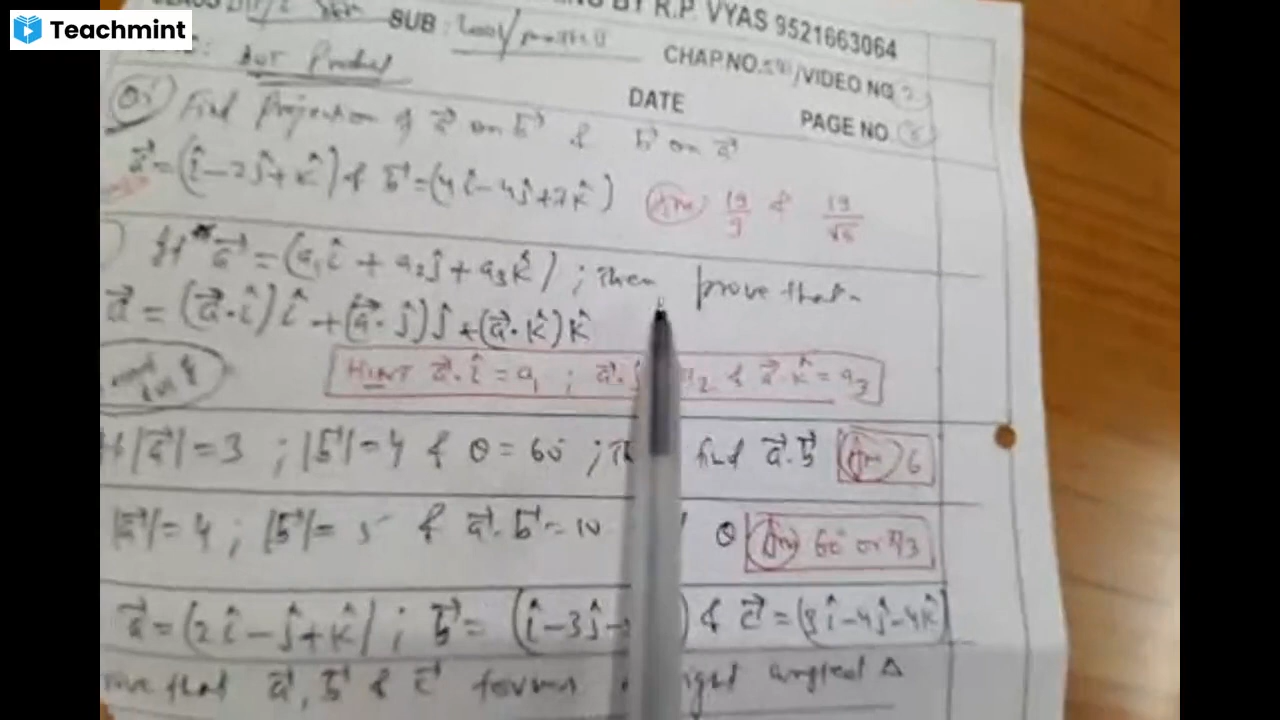 Teachmint
BY R.P. VYAS 9521663064
SUB :
CHAP NO. /VIDEO NO
Dot Product
DATE
PAGE NO.
Find Projection of a⃗ on b⃗ & b⃗ on a⃗
a⃗ = (î-2ĵ+k̂) & b⃗ = (4î-4ĵ+7k̂) Ans: 19/9 & 19/√6
If a⃗ = (a₁î + a₂ĵ + a₃k̂) ; then prove that
a⃗ = (a⃗·î)î + (a⃗·ĵ)ĵ + (a⃗·k̂)k̂
HINT a⃗·î = a₁ ; a⃗· a₂ & a⃗·k̂ = a₃
If |a⃗|=3 ; |b⃗|=4 & θ = 60° ; find a⃗.b⃗ Ans 6
|a⃗|=4 ; |b⃗|=5 & a⃗.b⃗=10 θ Ans 60° or π/3
a⃗ = (2î-ĵ+k̂) ; b⃗ = (î-3ĵ- ) & c⃗ = (3î-4ĵ-4k̂)
that a⃗, b⃗ & c⃗ forms right angled Δ